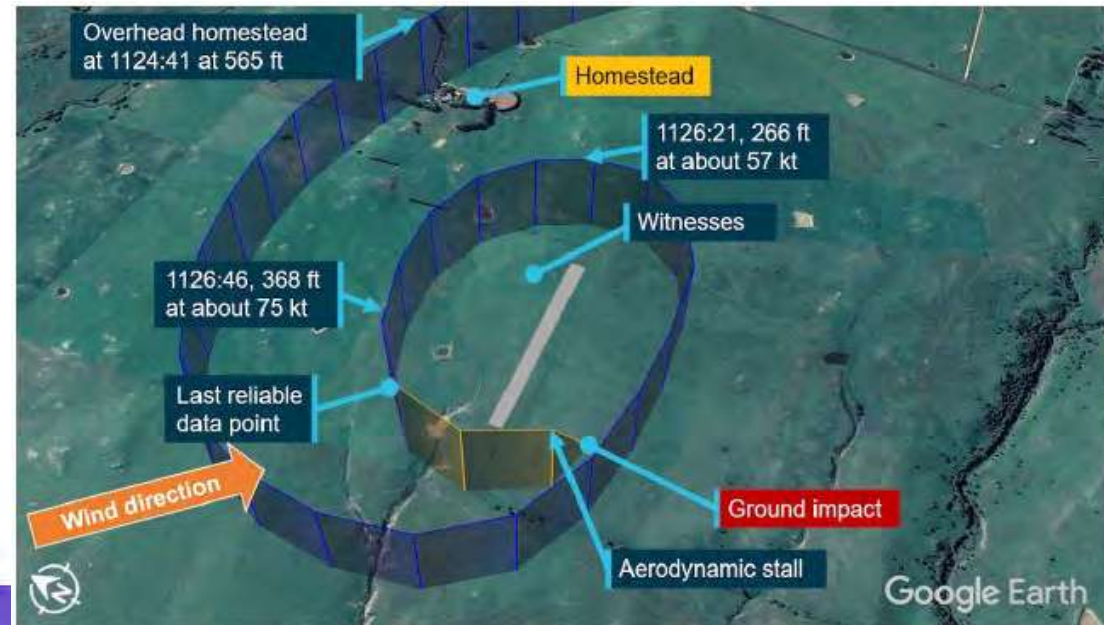 Overhead homestead
at 1124:41 at 565 ft
Homestead
1126:21, 266 ft
at about 57 kt
Witnesses
1126:46, 368 ft
at about 75 kt
Last reliable
data point
Wind direction
Ground impact
Aerodynamic stall
N
Google Earth